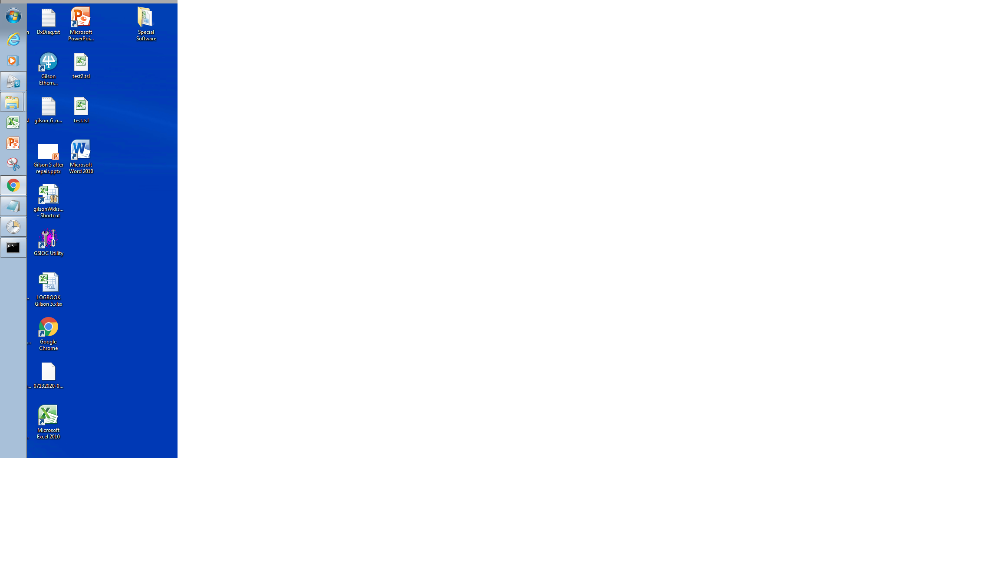 DxDiag.txt
Microsoft
PowerPoi...
Special
Software
Gilson
Ethern...
test2.tsl
gilson_6_n...
test.tsl
Gilson 5 after
repair.pptx
Microsoft
Word 2010
gilsonWklis...
- Shortcut
GSIOC Utility
LOGBOOK
Gilson 5.xlsx
Google
Chrome
07132020-0...
Microsoft
Excel 2010
C:\_